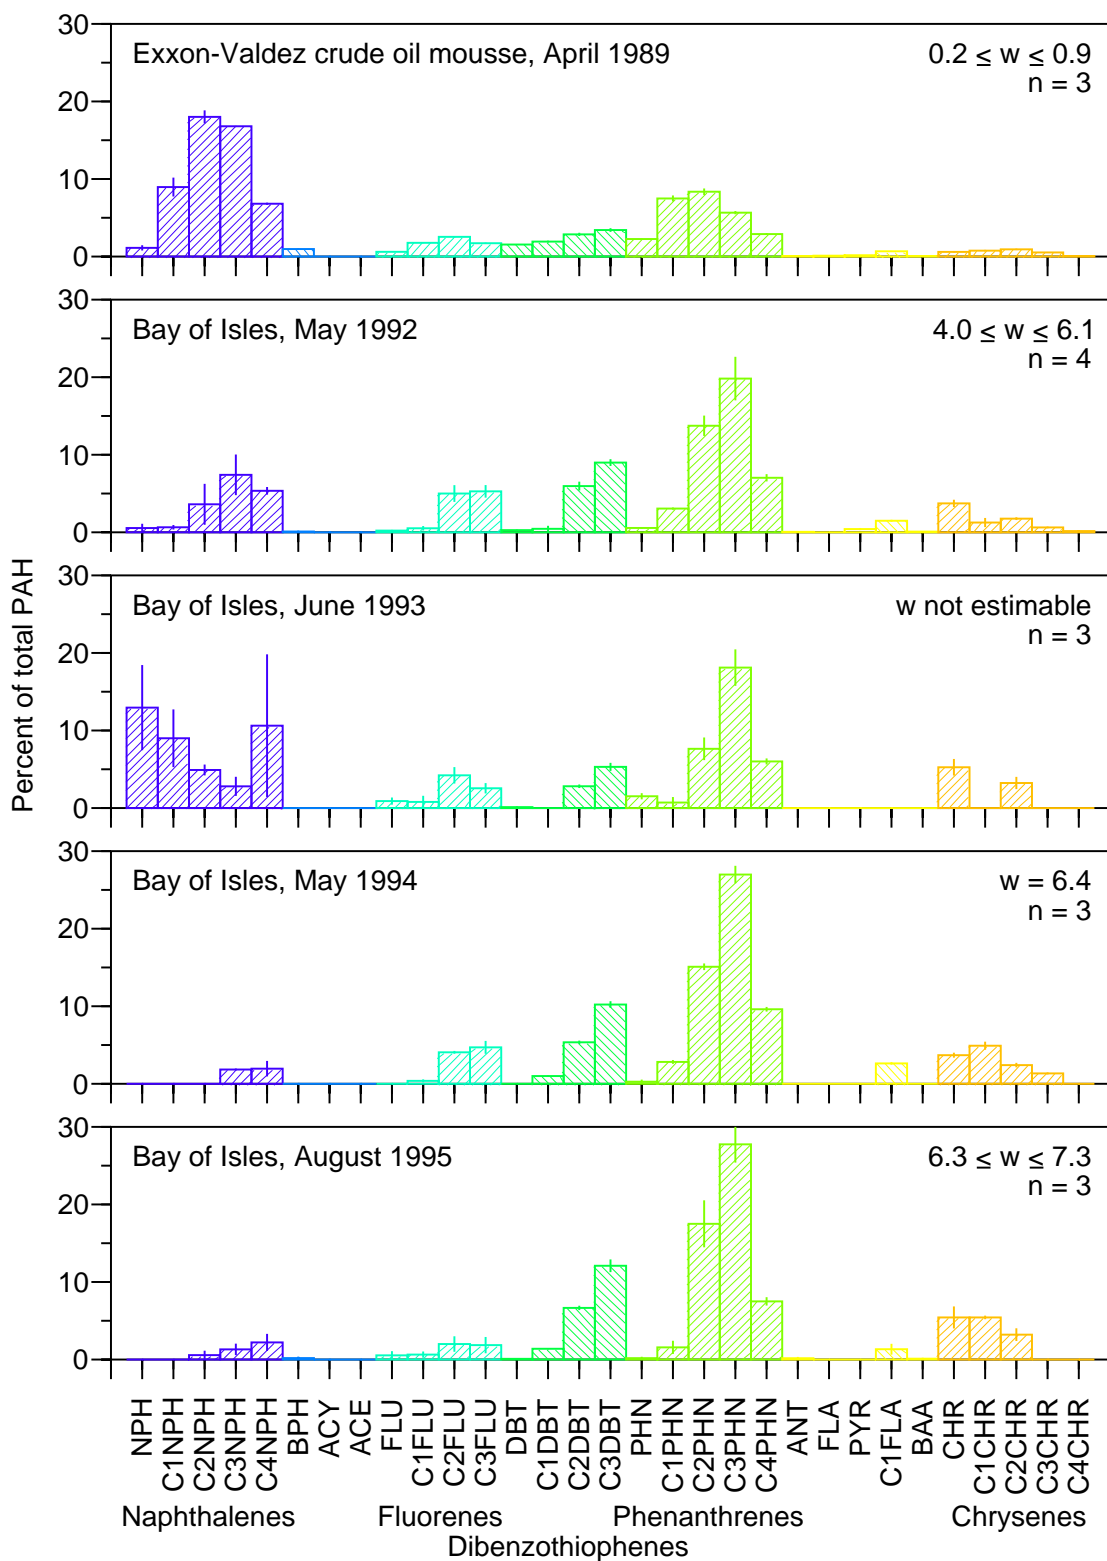 Percent of total PAH
30
20
10
0
Exxon-Valdez crude oil mousse, April 1989
0.2 ≤ w ≤ 0.9
n = 3
30
20
10
0
Bay of Isles, May 1992
4.0 ≤ w ≤ 6.1
n = 4
30
20
10
0
Bay of Isles, June 1993
w not estimable
n = 3
30
20
10
0
Bay of Isles, May 1994
w = 6.4
n = 3
30
20
10
0
Bay of Isles, August 1995
6.3 ≤ w ≤ 7.3
n = 3
NPH
C1NPH
C2NPH
C3NPH
C4NPH
BPH
ACY
ACE
FLU
C1FLU
C2FLU
C3FLU
DBT
C1DBT
C2DBT
C3DBT
PHN
C1PHN
C2PHN
C3PHN
C4PHN
ANT
FLA
PYR
C1FLA
BAA
CHR
C1CHR
C2CHR
C3CHR
C4CHR
Naphthalenes
Fluorenes
Phenanthrenes
Chrysenes
Dibenzothiophenes